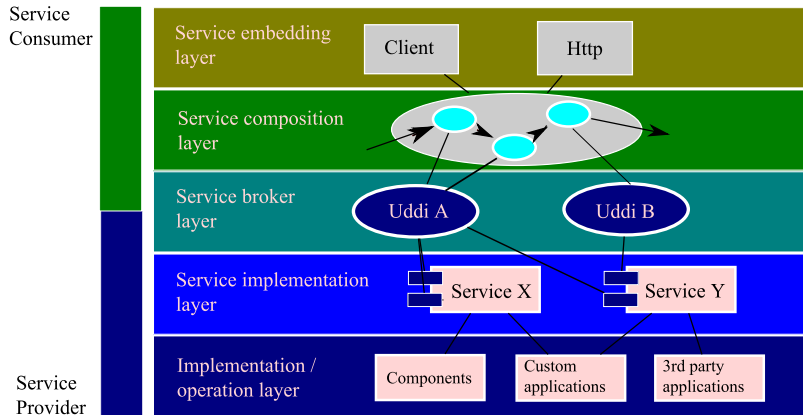 Service
Consumer
Service embedding
layer
Client
Http
Service composition
layer
Service broker
layer
Uddi A
Uddi B
Service implementation
layer
Service X
Service Y
Implementation /
operation layer
Components
Custom
applications
3rd party
applications
Service
Provider